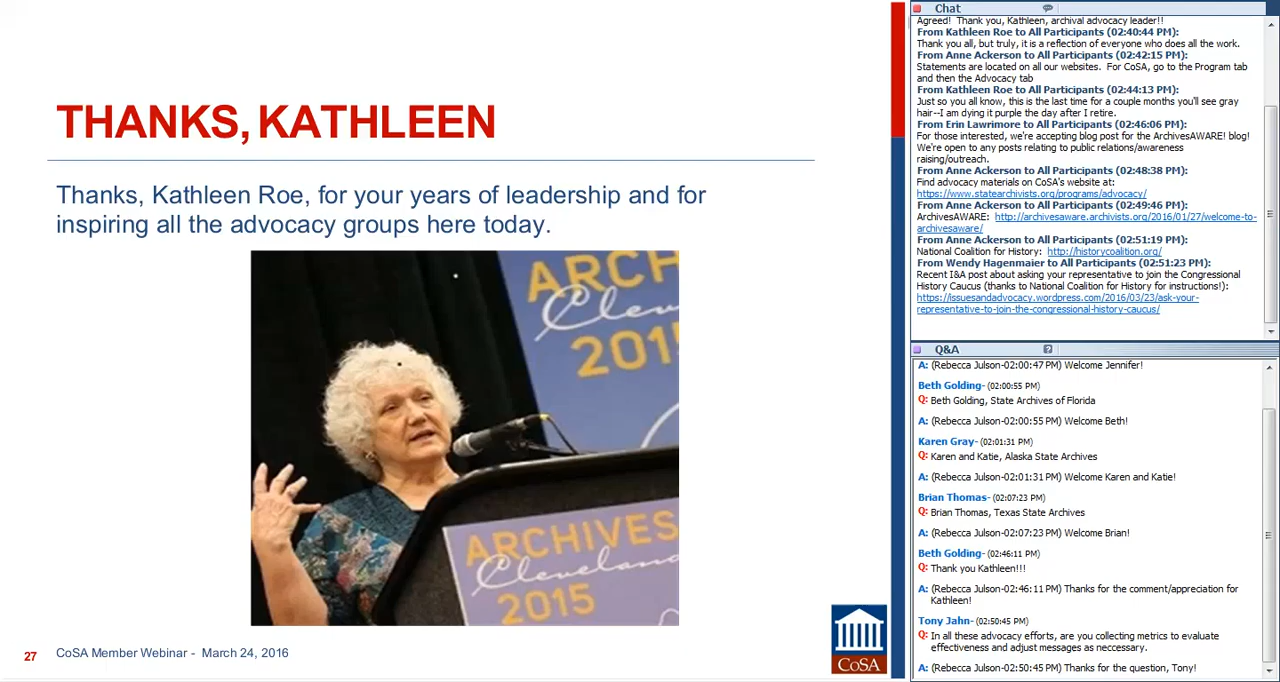 THANKS, KATHLEEN
Thanks, Kathleen Roe, for your years of leadership and for
inspiring all the advocacy groups here today.
ARCH
Clev
201
ARCHIVES
Cleveland
2015
27
CoSA Member Webinar - March 24, 2016
CoSA
Chat
Agreed! Thank you, Kathleen, archival advocacy leader!!
From Kathleen Roe to All Participants (02:40:44 PM):
Thank you all, but truly, it is a reflection of everyone who does all the work.
From Anne Ackerson to All Participants (02:42:15 PM):
Statements are located on all our websites. For CoSA, go to the Program tab
and then the Advocacy tab
From Kathleen Roe to All Participants (02:44:13 PM):
Just so you all know, this is the last time for a couple months you'll see gray
hair--I am dying it purple the day after I retire.
From Erin Lawrimore to All Participants (02:46:06 PM):
For those interested, we're accepting blog post for the ArchivesAWARE! blog!
We're open to any posts relating to public relations/awareness
raising/outreach.
From Anne Ackerson to All Participants (02:48:38 PM):
Find advocacy materials on CoSA's website at:
https://www.statearchivists.org/programs/advocacy/
From Anne Ackerson to All Participants (02:49:46 PM):
ArchivesAWARE: http://archivesaware.archivists.org/2016/01/27/welcome-to-
archivesaware/
From Anne Ackerson to All Participants (02:51:19 PM):
National Coalition for History: http://historycoalition.org/
From Wendy Hagenmaier to All Participants (02:51:23 PM):
Recent I&A post about asking your representative to join the Congressional
History Caucus (thanks to National Coalition for History for instructions!):
https://issuesandadvocacy.wordpress.com/2016/03/23/ask-your-
representative-to-join-the-congressional-history-caucus/
Q&A
A: (Rebecca Julson-02:00:47 PM) Welcome Jennifer!
Beth Golding- (02:00:55 PM)
Q: Beth Golding, State Archives of Florida
A: (Rebecca Julson-02:00:55 PM) Welcome Beth!
Karen Gray- (02:01:31 PM)
Q: Karen and Katie, Alaska State Archives
A: (Rebecca Julson-02:01:31 PM) Welcome Karen and Katie!
Brian Thomas- (02:07:23 PM)
Q: Brian Thomas, Texas State Archives
A: (Rebecca Julson-02:07:23 PM) Welcome Brian!
Beth Golding- (02:46:11 PM)
Q: Thank you Kathleen!!!
A: (Rebecca Julson-02:46:11 PM) Thanks for the comment/appreciation for
Kathleen!
Tony Jahn- (02:50:45 PM)
Q: In all these advocacy efforts, are you collecting metrics to evaluate
effectiveness and adjust messages as neccessary.
A: (Rebecca Julson-02:50:45 PM) Thanks for the question, Tony!